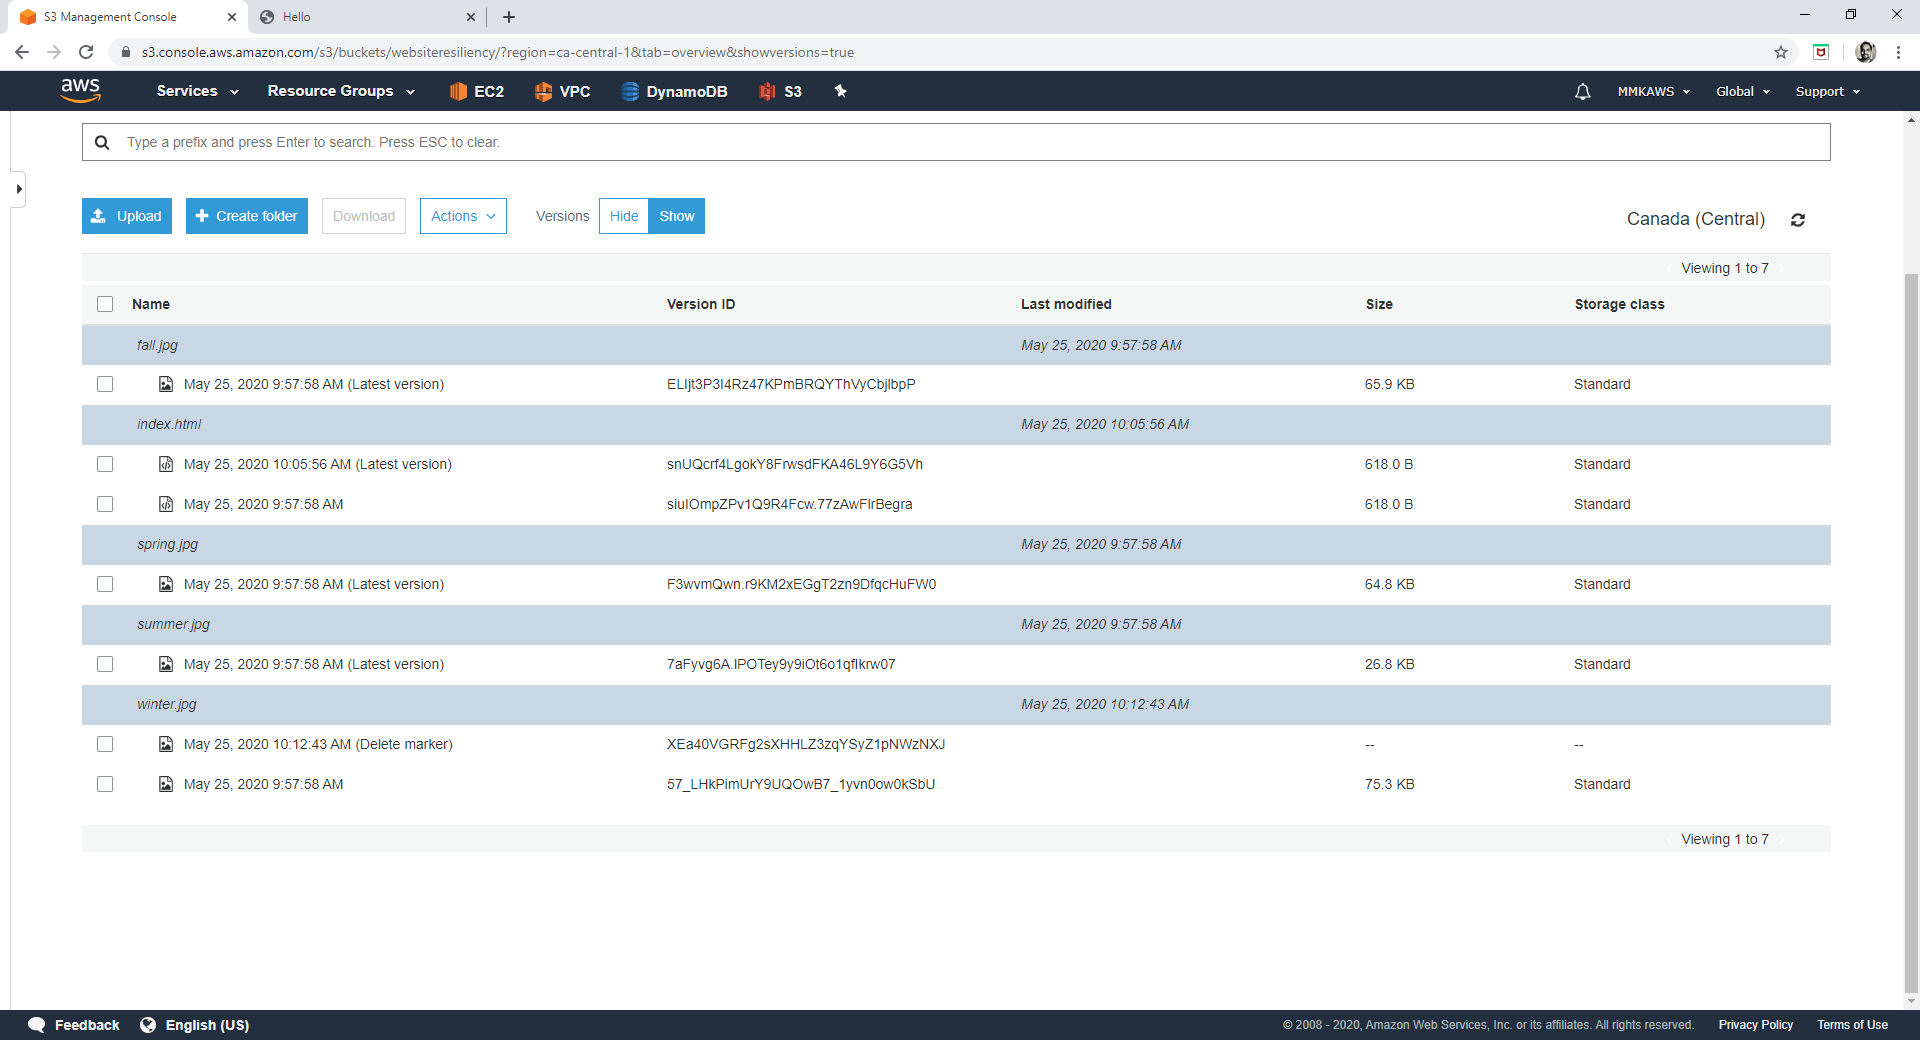 S3 Management Console
Hello
s3.console.aws.amazon.com/s3/buckets/websiteresiliency/?region=ca-central-1&tab=overview&showversions=true
aws Services Resource Groups EC2 VPC DynamoDB S3 MMKAWS Global Support
Type a prefix and press Enter to search. Press ESC to clear.
Upload Create folder Download Actions Versions Hide Show Canada (Central)
Viewing 1 to 7
Name Version ID Last modified Size Storage class
fall.jpg May 25, 2020 9:57:58 AM
May 25, 2020 9:57:58 AM (Latest version) ELIjt3P3I4Rz47KPmBRQYThVyCbjlbpP 65.9 KB Standard
index.html May 25, 2020 10:05:56 AM
May 25, 2020 10:05:56 AM (Latest version) snUQcrf4LgokY8FrwsdFKA46L9Y6G5Vh 618.0 B Standard
May 25, 2020 9:57:58 AM siuIOmpZPv1Q9R4Fcw.77zAwFlrBegra 618.0 B Standard
spring.jpg May 25, 2020 9:57:58 AM
May 25, 2020 9:57:58 AM (Latest version) F3wvmQwn.r9KM2xEGgT2zn9DfqcHuFW0 64.8 KB Standard
summer.jpg May 25, 2020 9:57:58 AM
May 25, 2020 9:57:58 AM (Latest version) 7aFyvg6A.IPOTey9y9iOt6o1qflkrw07 26.8 KB Standard
winter.jpg May 25, 2020 10:12:43 AM
May 25, 2020 10:12:43 AM (Delete marker) XEa40VGRFg2sXHHLZ3zqYSyZ1pNWzNXJ -- --
May 25, 2020 9:57:58 AM 57_LHkPimUrY9UQOwB7_1yvn0ow0kSbU 75.3 KB Standard
Viewing 1 to 7
Feedback English (US) © 2008 - 2020, Amazon Web Services, Inc. or its affiliates. All rights reserved. Privacy Policy Terms of Use